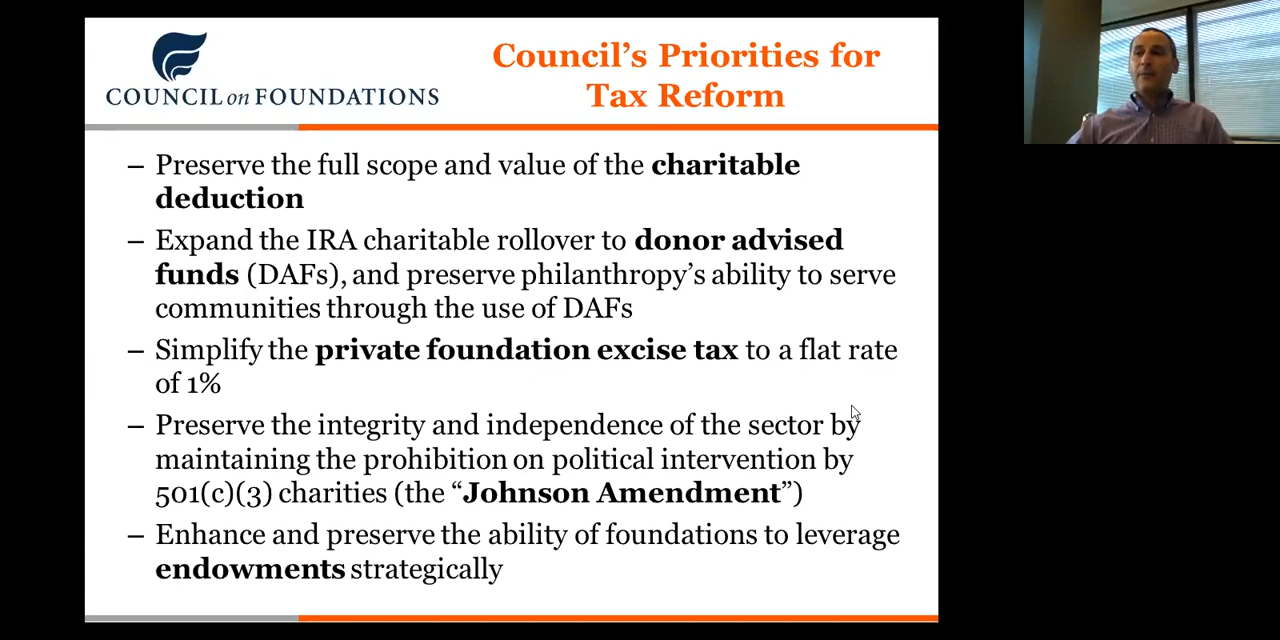 COUNCIL on FOUNDATIONS
Council’s Priorities for
Tax Reform
– Preserve the full scope and value of the charitable
deduction
– Expand the IRA charitable rollover to donor advised
funds (DAFs), and preserve philanthropy’s ability to serve
communities through the use of DAFs
– Simplify the private foundation excise tax to a flat rate
of 1%
– Preserve the integrity and independence of the sector by
maintaining the prohibition on political intervention by
501(c)(3) charities (the “Johnson Amendment”)
– Enhance and preserve the ability of foundations to leverage
endowments strategically